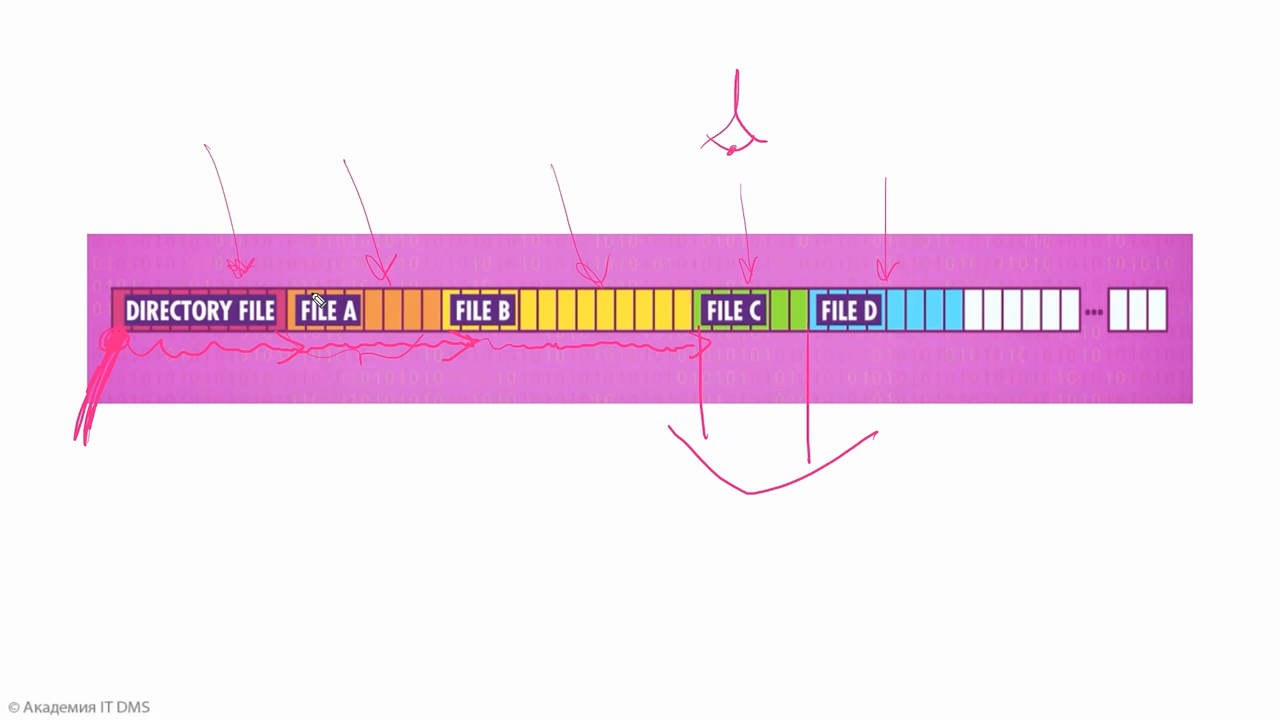 DIRECTORY FILE FILE A FILE B FILE C FILE D ...
© Академия IT DMS